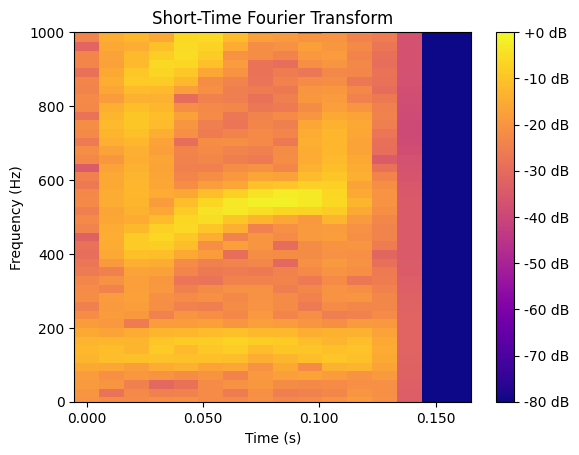 Short-Time Fourier Transform
1000
800
600
400
200
0
Frequency (Hz)
0.000
0.050
0.100
0.150
Time (s)
+0 dB
-10 dB
-20 dB
-30 dB
-40 dB
-50 dB
-60 dB
-70 dB
-80 dB